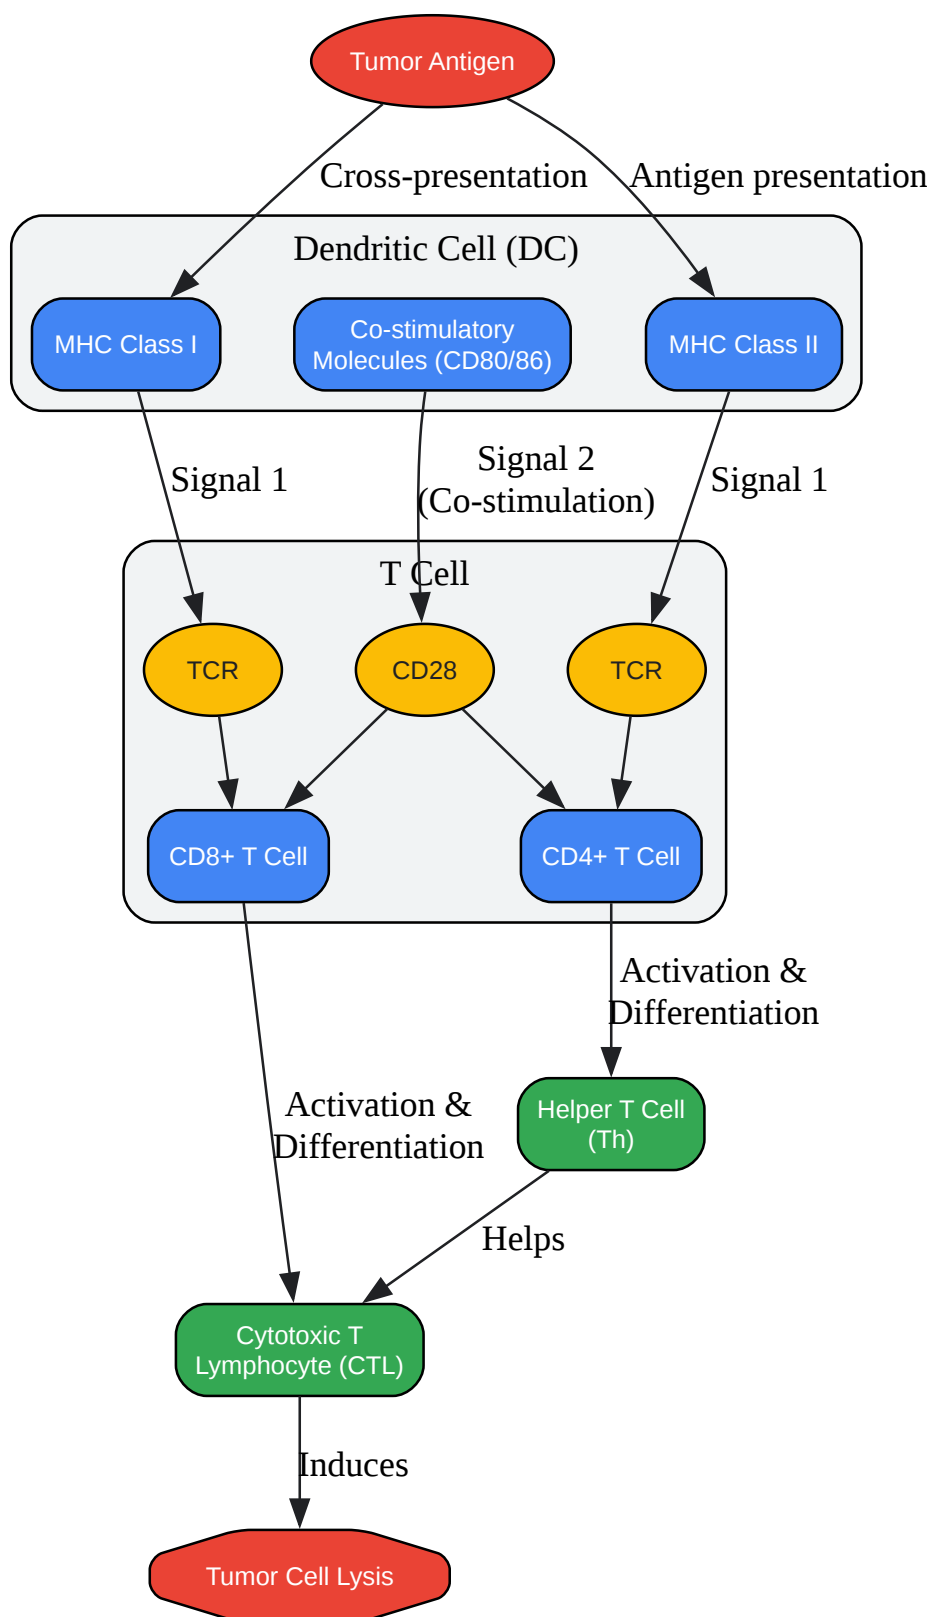 Tumor Antigen
Cross-presentation
Antigen presentation
Dendritic Cell (DC)
MHC Class I
Co-stimulatory
Molecules (CD80/86)
MHC Class II
Signal 1
Signal 2
(Co-stimulation)
Signal 1
T Cell
TCR
CD28
TCR
CD8+ T Cell
CD4+ T Cell
Activation &
Differentiation
Activation &
Differentiation
Helper T Cell
(Th)
Helps
Cytotoxic T
Lymphocyte (CTL)
Induces
Tumor Cell Lysis